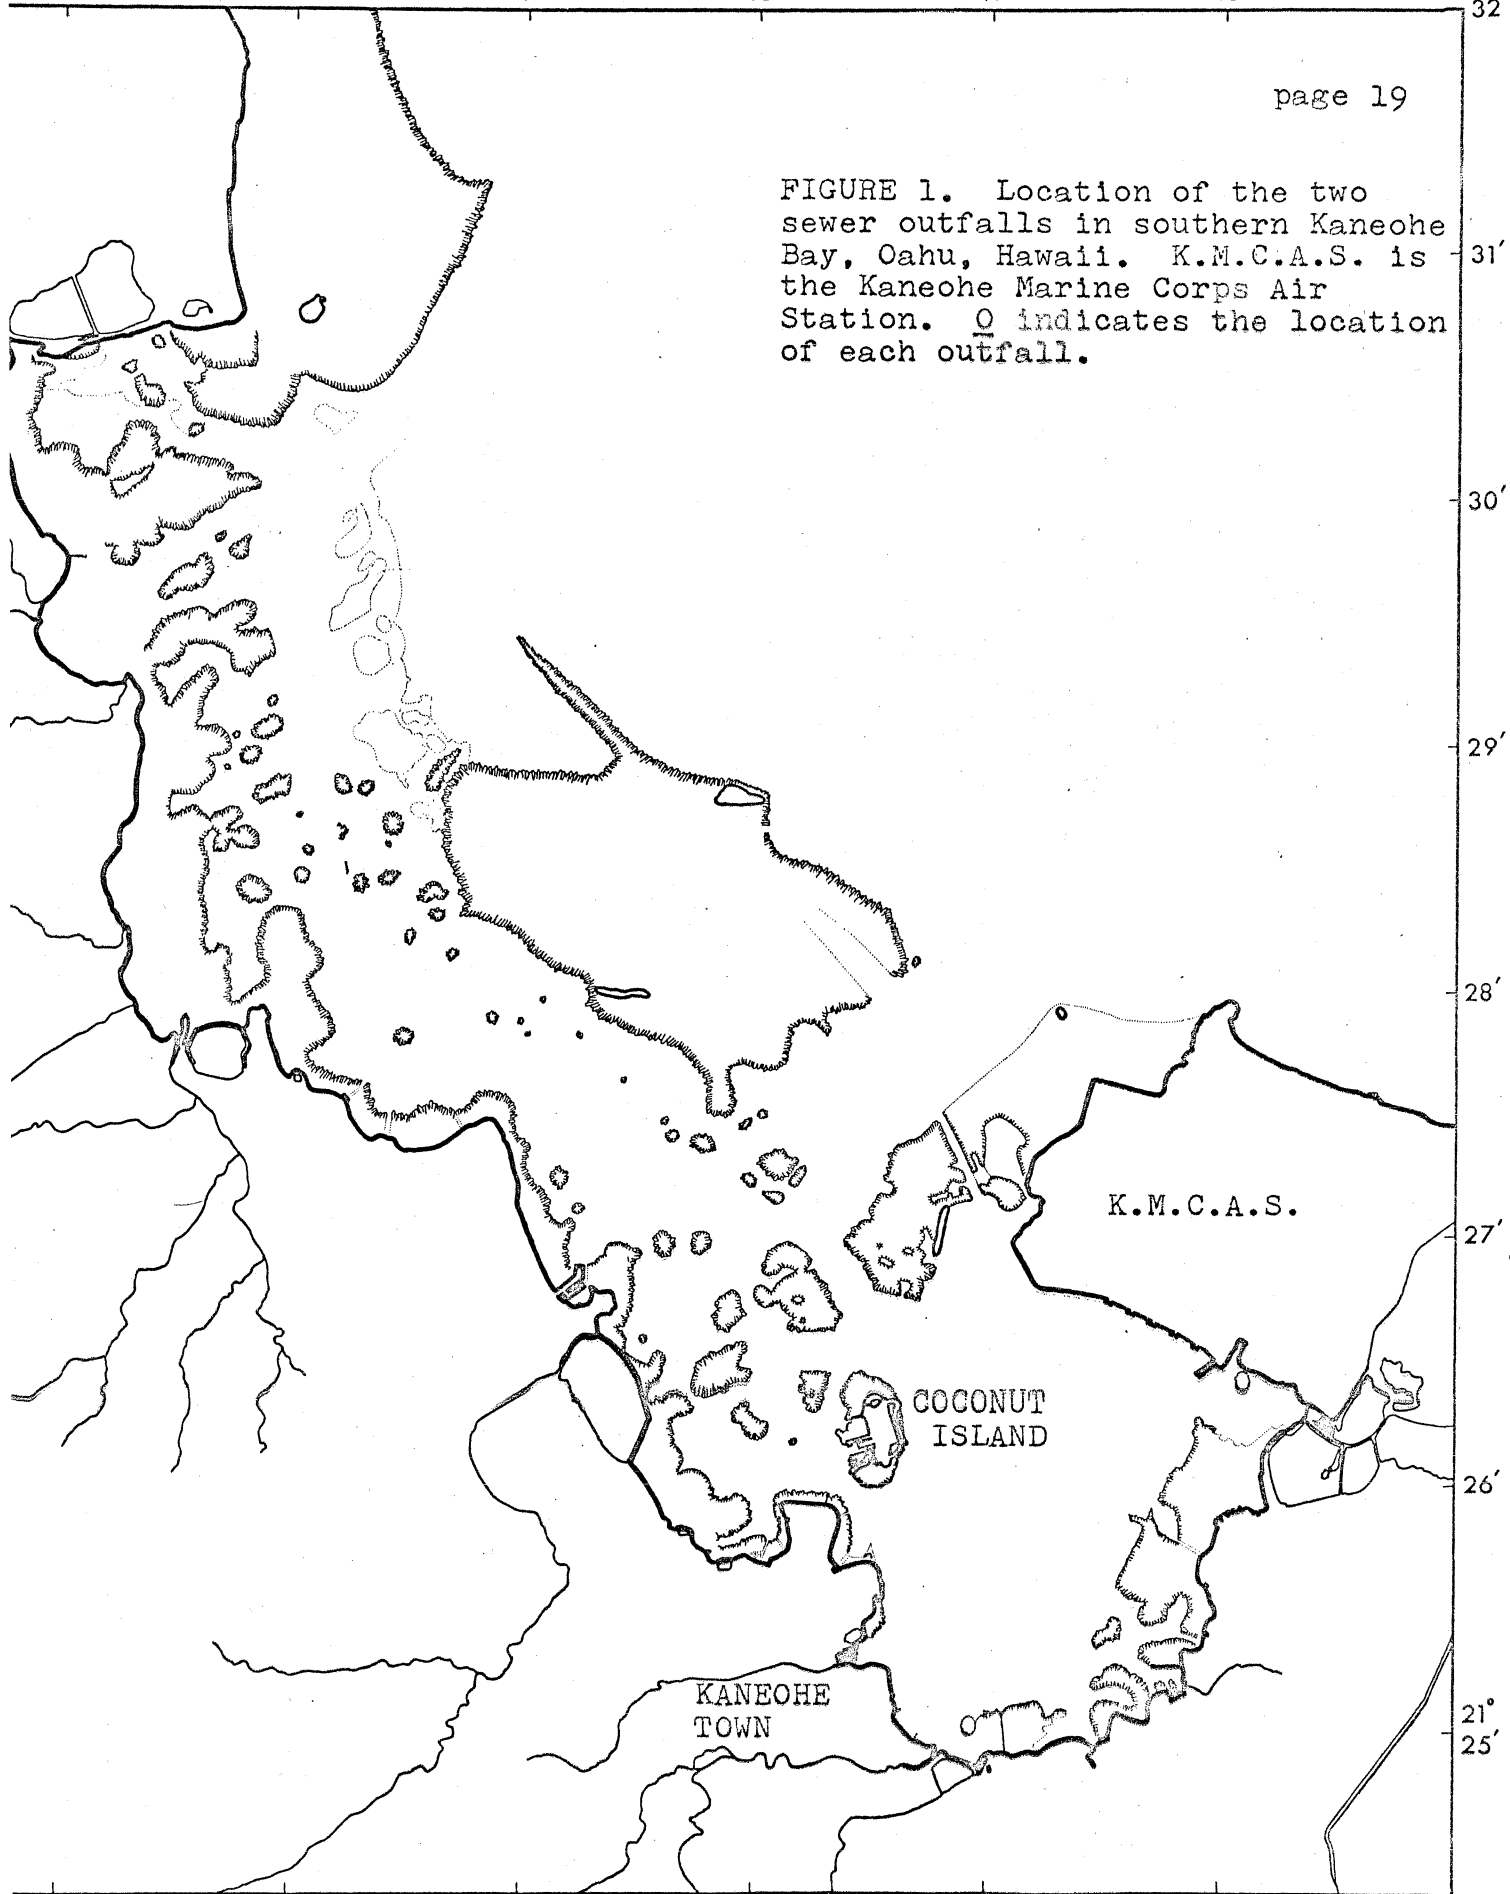 32
page 19
FIGURE 1. Location of the two
sewer outfalls in southern Kaneohe
Bay, Oahu, Hawaii. K.M.C.A.S. is
the Kaneohe Marine Corps Air
Station. O indicates the location
of each outfall.
31'
30'
29'
28'
K.M.C.A.S.
27'
COCONUT
ISLAND
26'
KANEOHE
TOWN
21°
25'